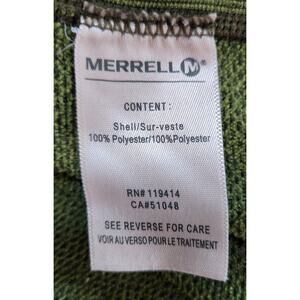 MERRELL M
CONTENT:
Shell/Sur-veste
100% Polyester/100%Polyester
RN# 119414
CA#51048
SEE REVERSE FOR CARE
VOIR AU VERSO POUR LE TRAITEMENT